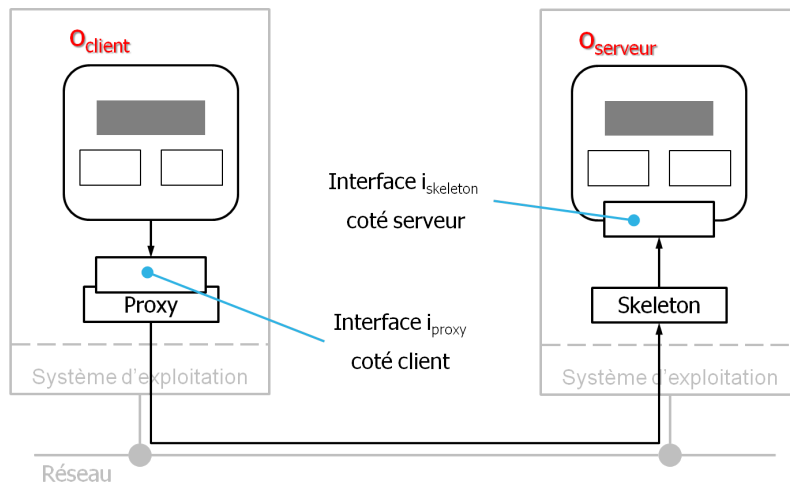 Oclient
Oserveur
Interface iskeleton
coté serveur
Proxy
Skeleton
Interface iproxy
coté client
Système d'exploitation
Système d'exploitation
Réseau